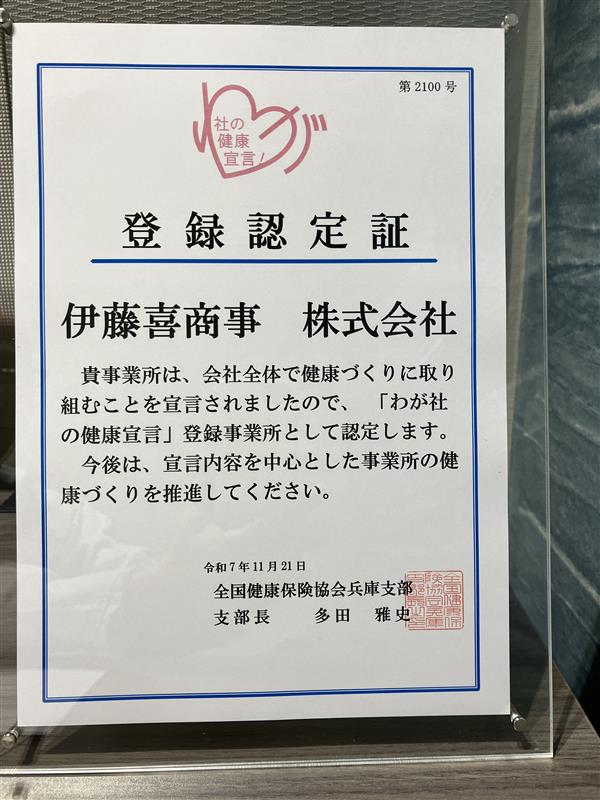 第2100号
わが
社の
健康
宣言!
登録認定証
伊藤喜商事　株式会社
貴事業所は、会社全体で健康づくりに取り
組むことを宣言されましたので、「わが社
の健康宣言」登録事業所として認定します。
今後は、宣言内容を中心とした事業所の健
康づくりを推進してください。
令和7年11月21日
全国健康保険協会兵庫支部
支部長　多田　雅史